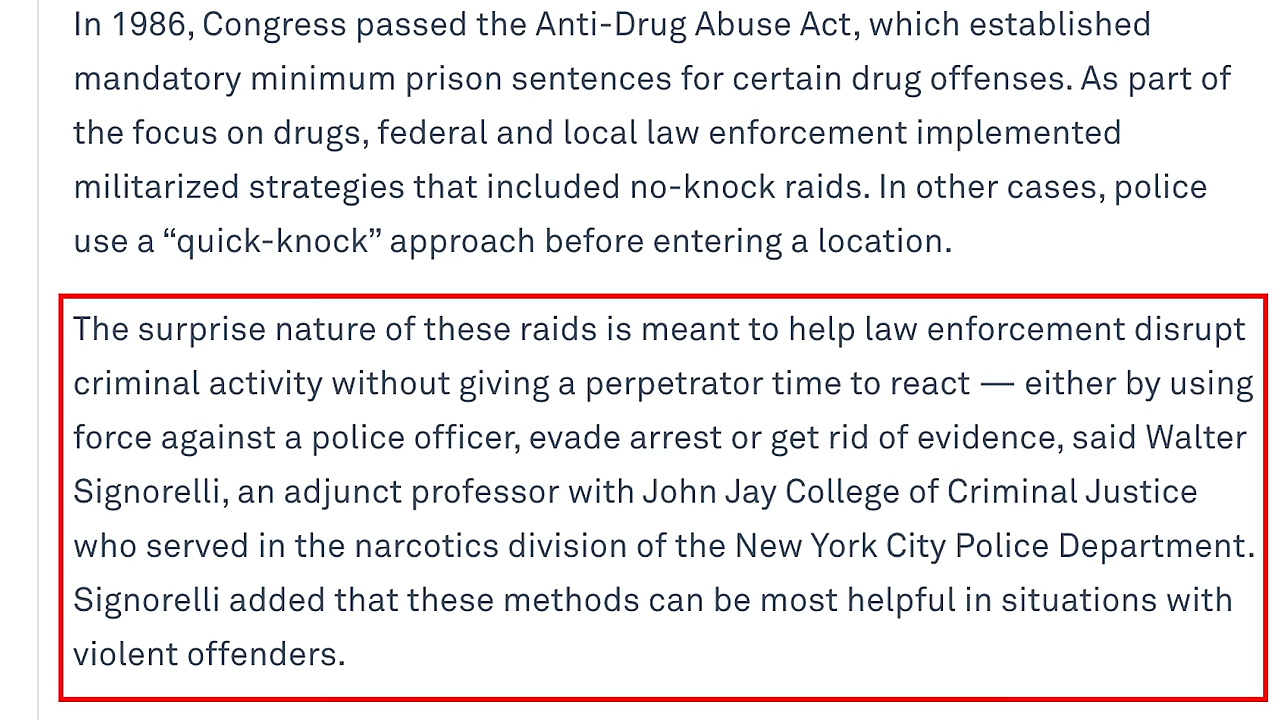 In 1986, Congress passed the Anti-Drug Abuse Act, which established
mandatory minimum prison sentences for certain drug offenses. As part of
the focus on drugs, federal and local law enforcement implemented
militarized strategies that included no-knock raids. In other cases, police
use a “quick-knock” approach before entering a location.
The surprise nature of these raids is meant to help law enforcement disrupt
criminal activity without giving a perpetrator time to react — either by using
force against a police officer, evade arrest or get rid of evidence, said Walter
Signorelli, an adjunct professor with John Jay College of Criminal Justice
who served in the narcotics division of the New York City Police Department.
Signorelli added that these methods can be most helpful in situations with
violent offenders.